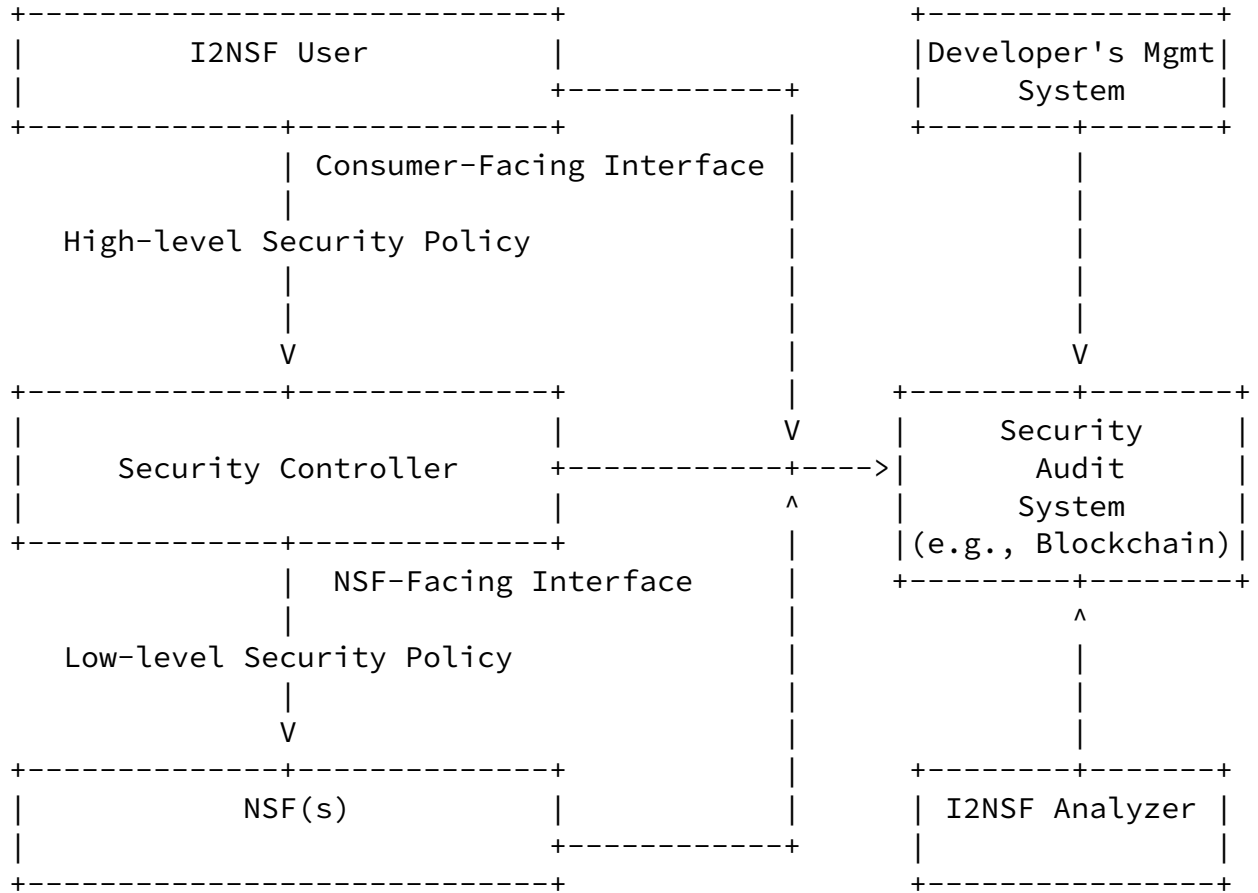 I2NSF User
Developer's Mgmt
System
Consumer-Facing Interface
High-level Security Policy
Security Controller
Security
Audit
System
(e.g., Blockchain)
NSF-Facing Interface
Low-level Security Policy
NSF(s)
I2NSF Analyzer